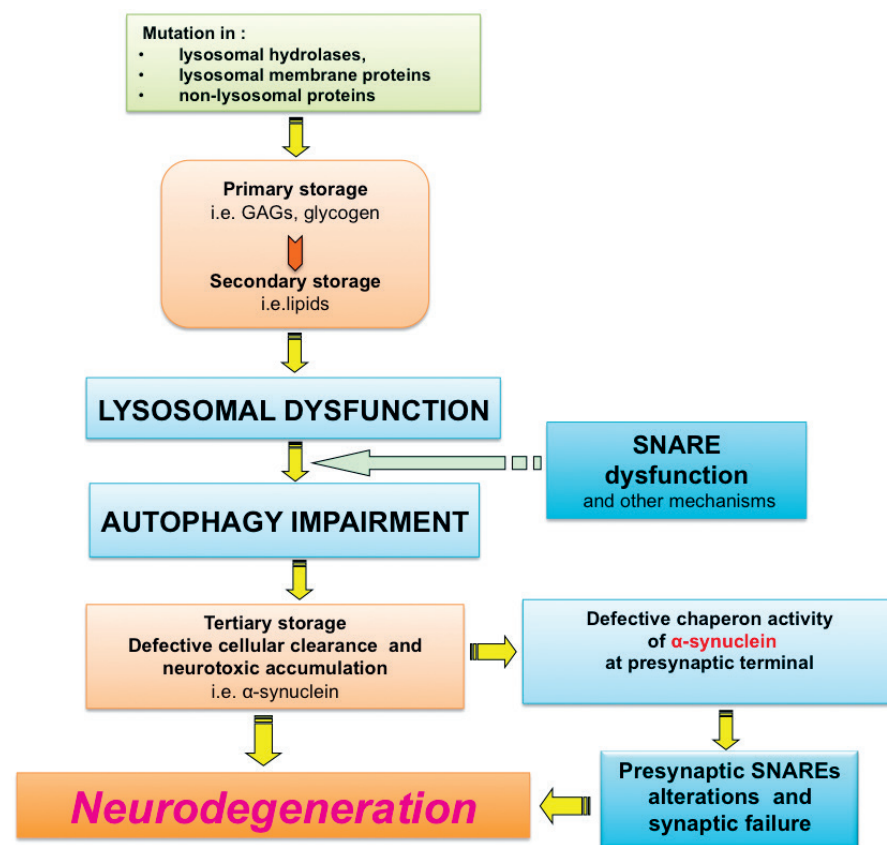 Mutation in :
• lysosomal hydrolases,
• lysosomal membrane proteins
• non-lysosomal proteins
Primary storage
i.e. GAGs, glycogen
Secondary storage
i.e.lipids
LYSOSOMAL DYSFUNCTION
SNARE
dysfunction
and other mechanisms
AUTOPHAGY IMPAIRMENT
Tertiary storage
Defective cellular clearance and
neurotoxic accumulation
i.e. α-synuclein
Defective chaperon activity
of α-synuclein
at presynaptic terminal
Presynaptic SNAREs
alterations and
synaptic failure
Neurodegeneration